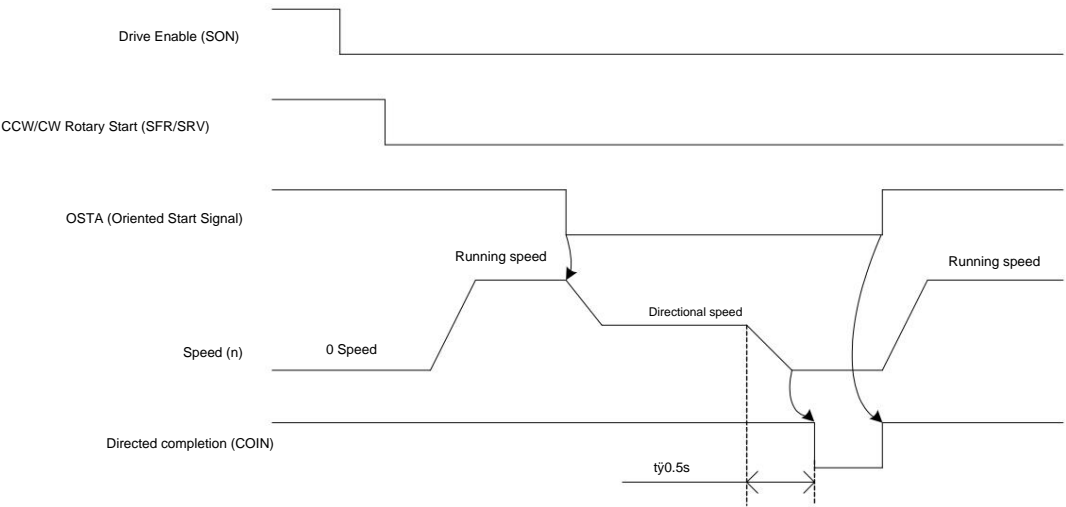 Drive Enable (SON)
CCW/CW Rotary Start (SFR/SRV)
OSTA (Oriented Start Signal)
Running speed
Running speed
Directional speed
Speed (n)
0 Speed
Directed completion (COIN)
tÿ0.5s